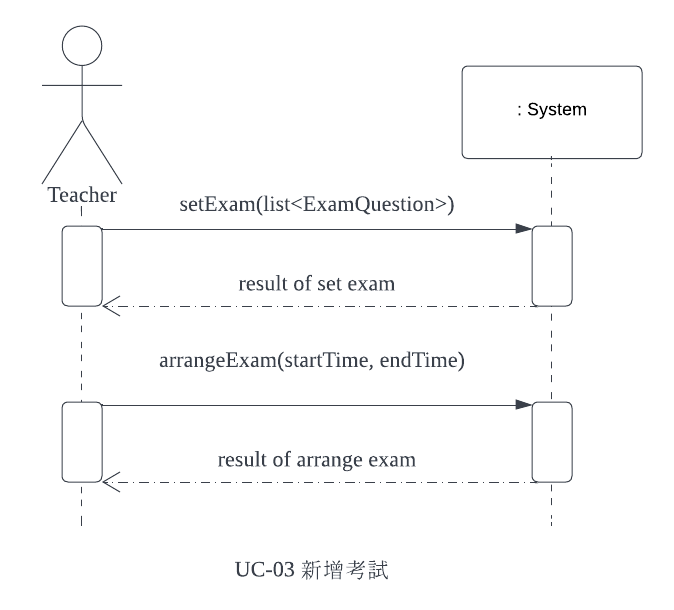 : System
Teacher
setExam(list<ExamQuestion>)
result of set exam
arrangeExam(startTime, endTime)
result of arrange exam
UC-03 新增考試